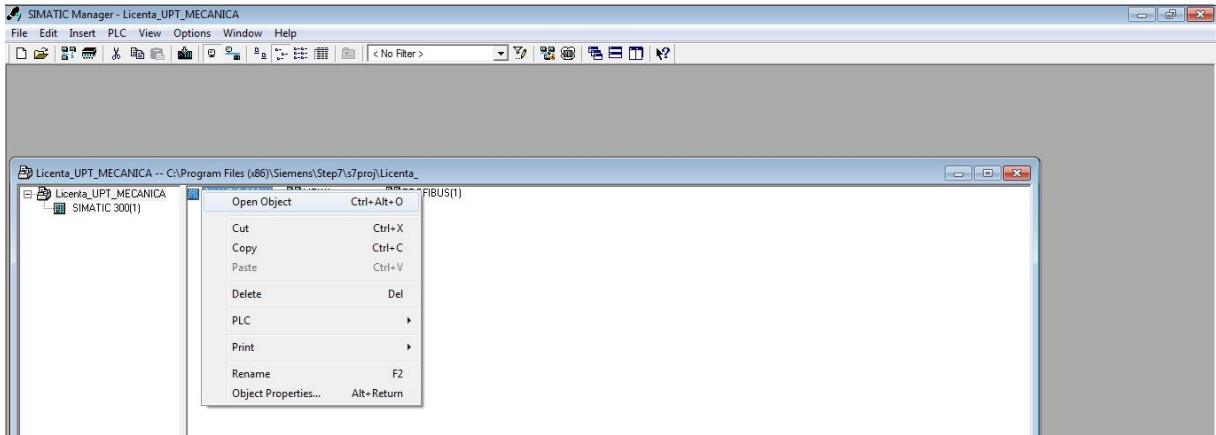 SIMATIC Manager - Licenta_UPT_MECANICA
File Edit Insert PLC View Options Window Help
< No Filter >
Licenta_UPT_MECANICA -- C:\Program Files (x86)\Siemens\Step7\s7proj\Licenta_
Licenta_UPT_MECANICA
SIMATIC 300(1)
FIBUS(1)
Open Object Ctrl+Alt+O
Cut Ctrl+X
Copy Ctrl+C
Paste Ctrl+V
Delete Del
PLC
Print
Rename F2
Object Properties... Alt+Return